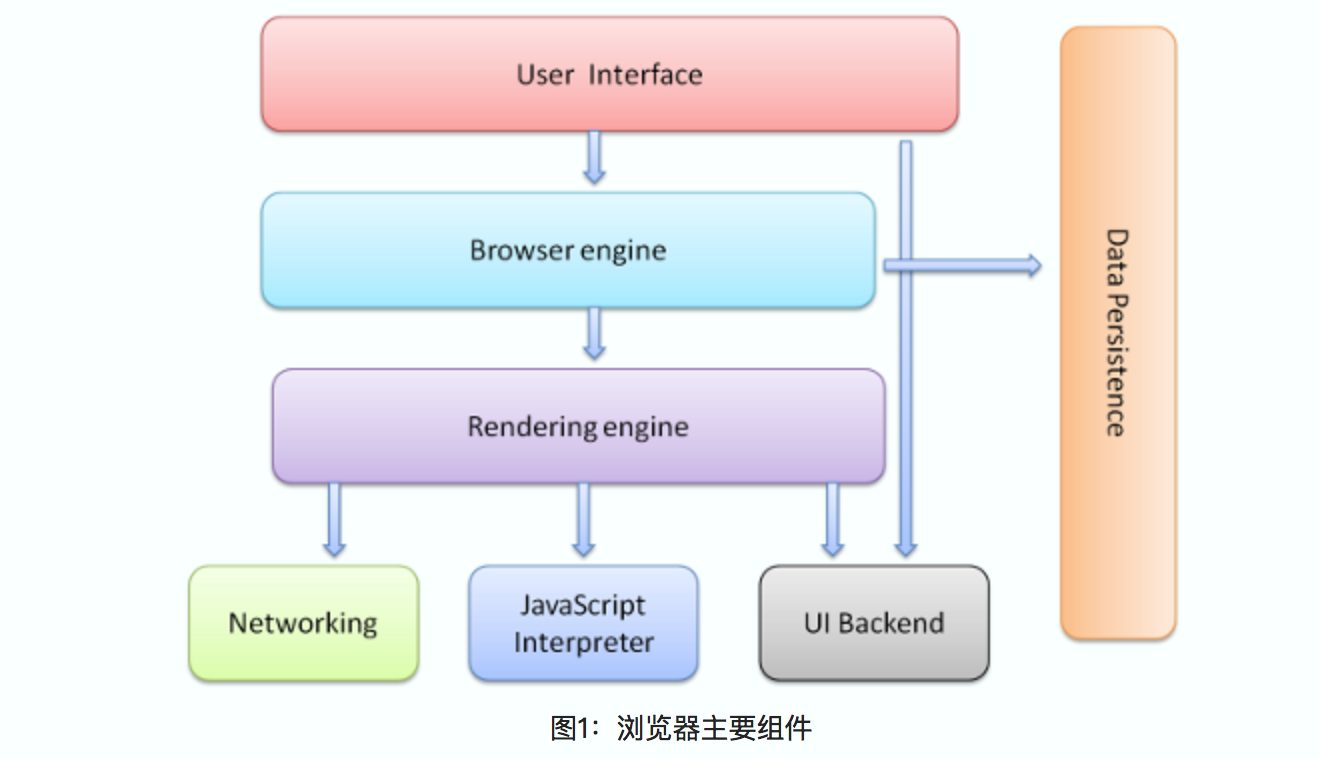 User Interface
Browser engine
Data Persistence
Rendering engine
Networking
JavaScript
Interpreter
UI Backend
图1：浏览器主要组件